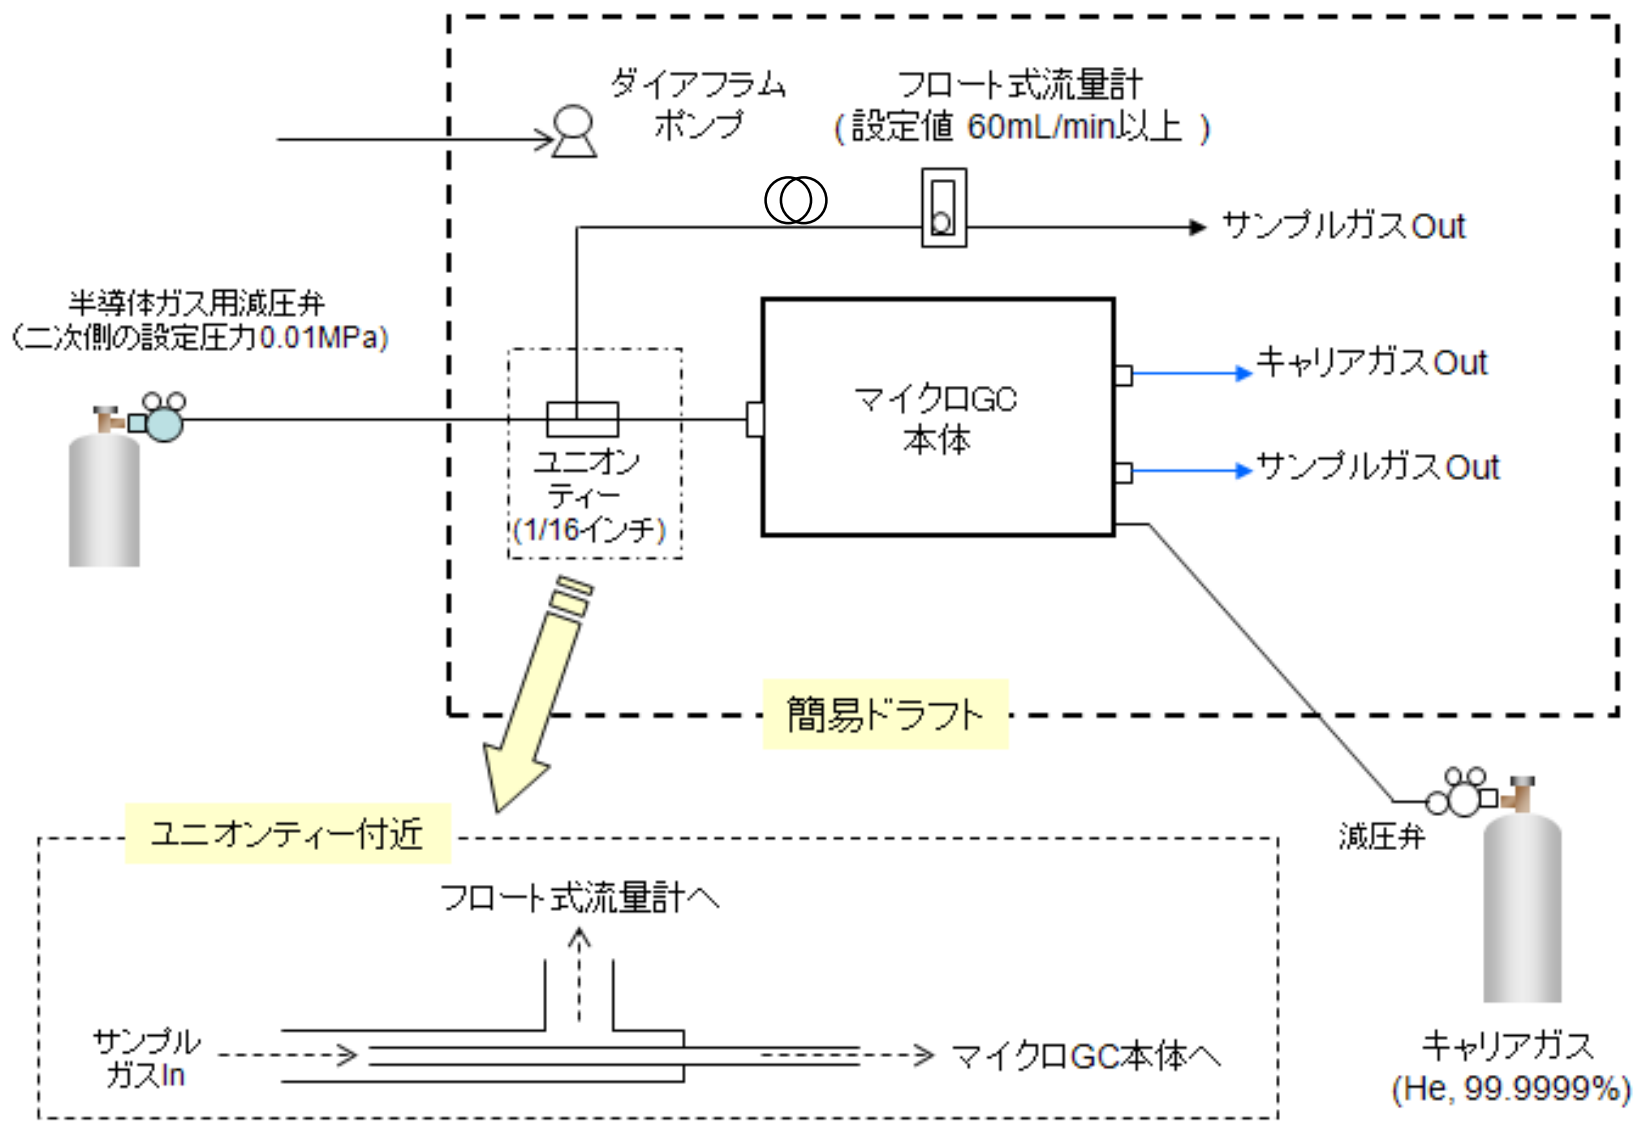 ダイアフラム
ポンプ
フロート式流量計
(設定値 60mL/min以上 )
サンプルガスOut
半導体ガス用減圧弁
(二次側の設定圧力0.01MPa)
キャリアガスOut
マイクロGC
本体
サンプルガスOut
ユニオン
ティー
(1/16インチ)
簡易ドラフト
ユニオンティー付近
減圧弁
フロート式流量計へ
サンプル
ガスIn
マイクロGC本体へ
キャリアガス
(He, 99.9999%)